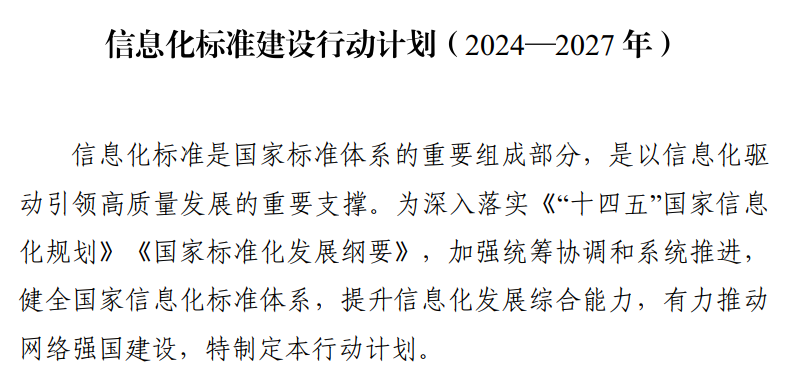 信息化标准建设行动计划（2024—2027 年）
信息化标准是国家标准体系的重要组成部分，是以信息化驱
动引领高质量发展的重要支撑。为深入落实《“十四五”国家信息
化规划》《国家标准化发展纲要》，加强统筹协调和系统推进，
健全国家信息化标准体系，提升信息化发展综合能力，有力推动
网络强国建设，特制定本行动计划。